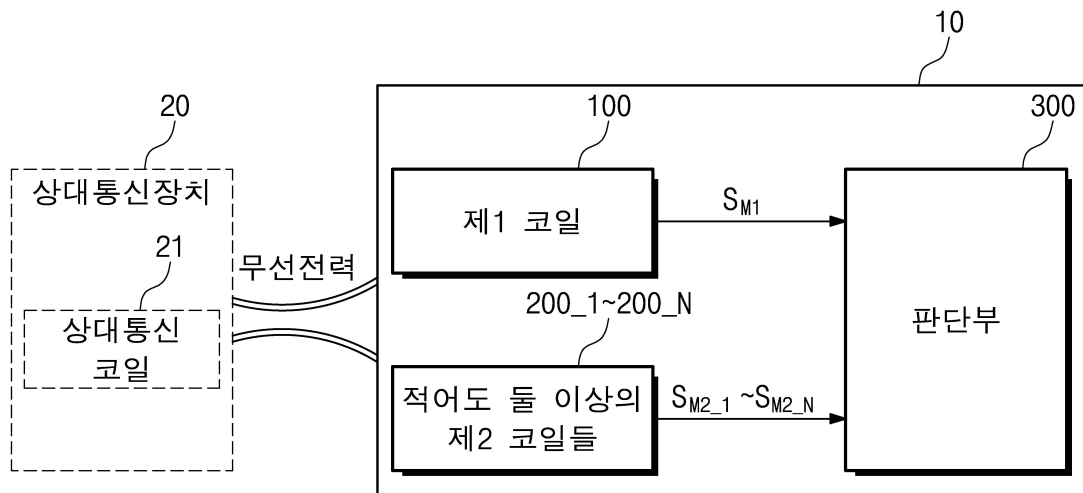 10
20
100
300
상대통신장치
제1 코일
S_M1
21
무선전력
상대통신
코일
200_1~200_N
판단부
적어도 둘 이상의
제2 코일들
S_M2_1 ~S_M2_N